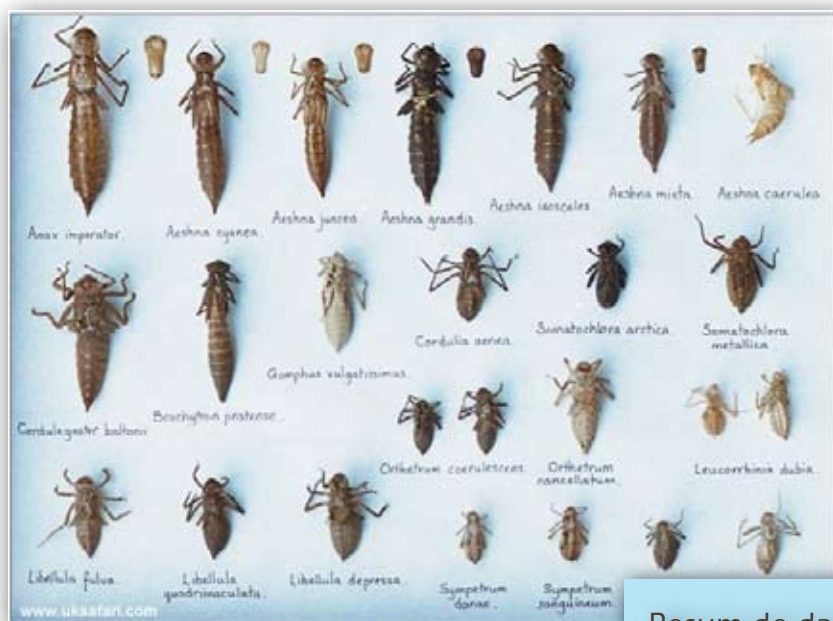 Anax imperator.
Aeshna cyanea.
Aeshna juncea.
Aeshna grandis.
Aeshna isosceles
Aeshna mixta.
Aeshna caerulea
Cordulegaster boltonii
Brachytron pratense.
Gomphus vulgatissimus.
Cordulia aenea.
Somatochlora arctica.
Somatochlora
metallica
Orthetrum coerulescens.
Orthetrum
cancellatum.
Leucorrhinia dubia.
Libellula fulva.
Libellula
quadrimaculata.
Libellula depressa.
Sympetrum
danae.
Sympetrum
sanguineum.
www.uksafari.com